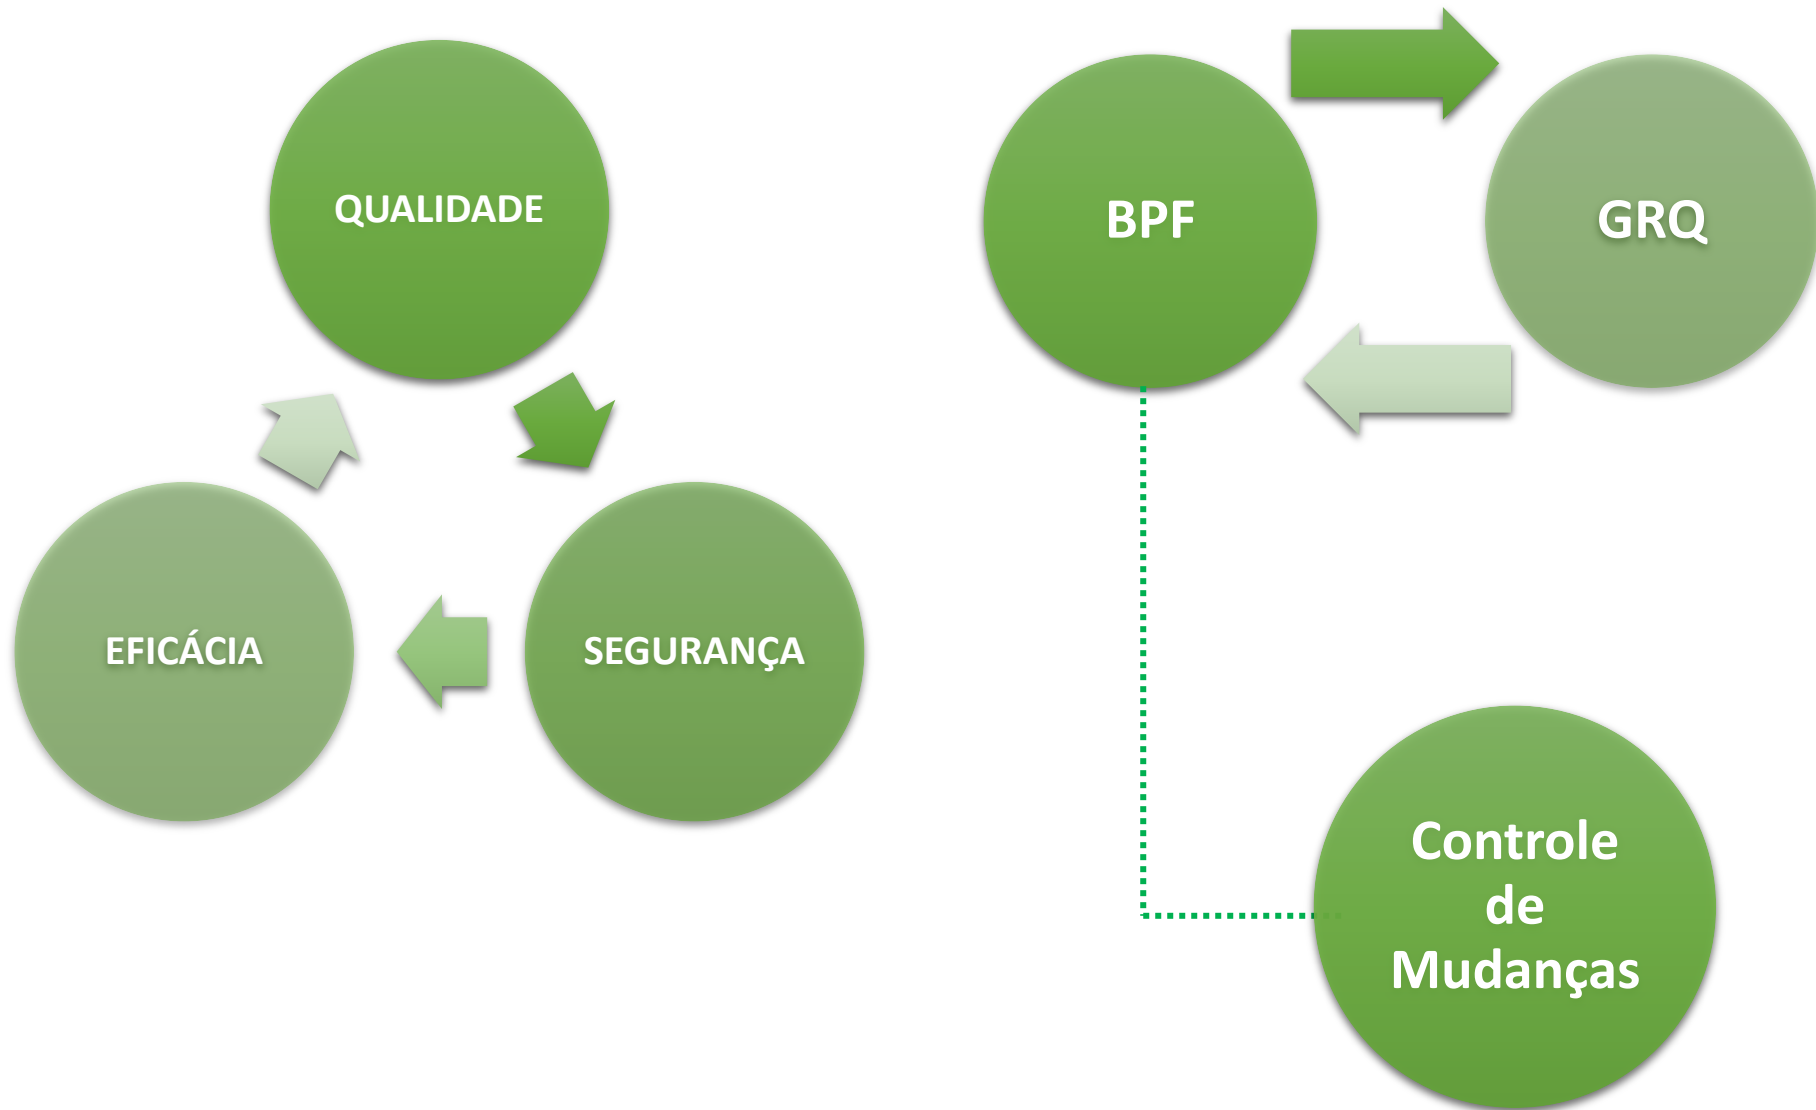 QUALIDADE
SEGURANÇA
EFICÁCIA
BPF
GRQ
Controle
de
Mudanças